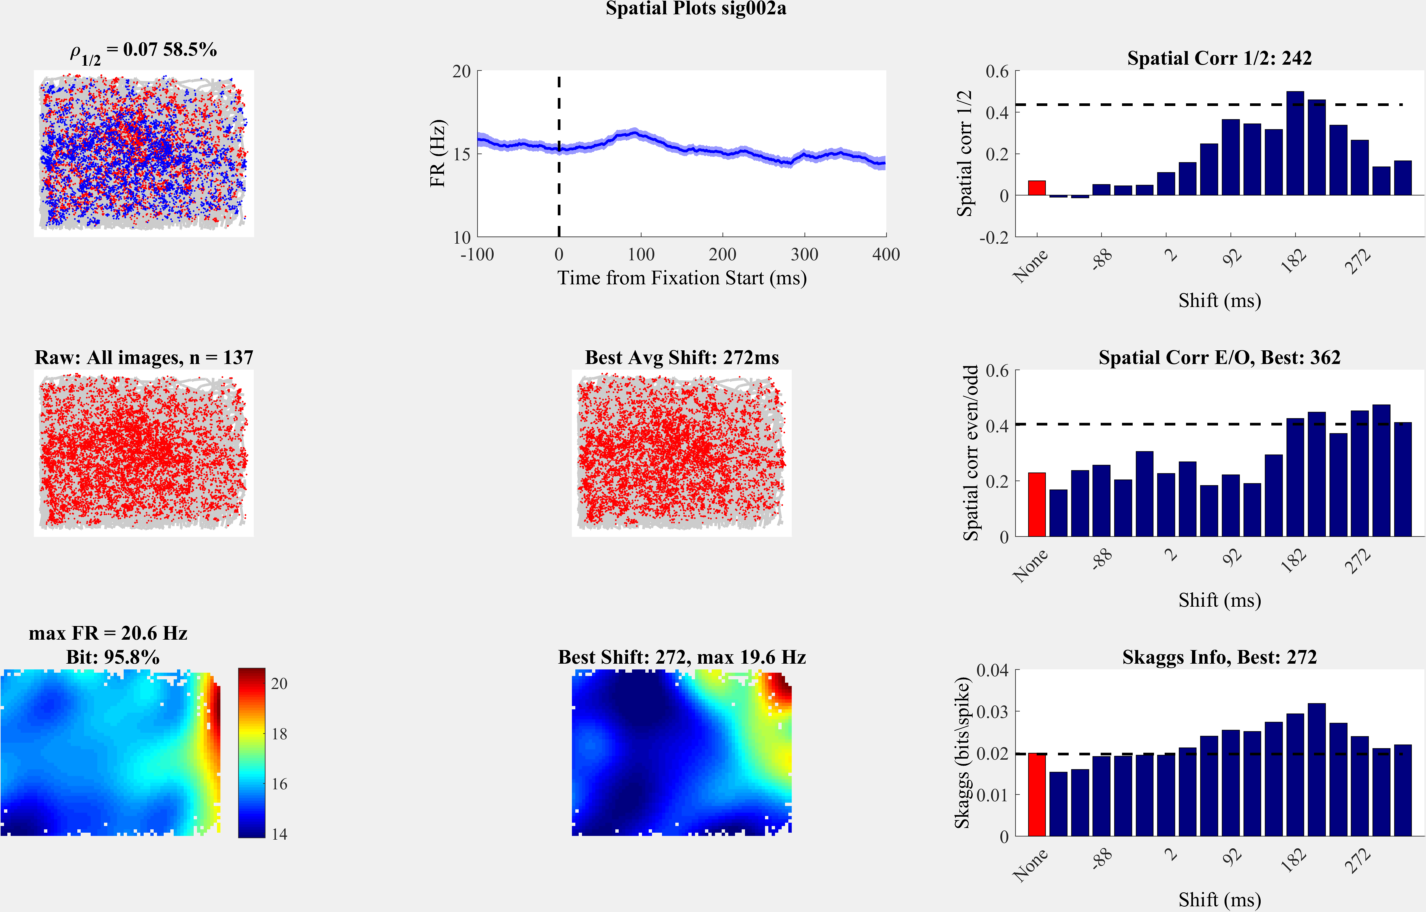 Spatial Plots sig002a
ρ1/2 = 0.07 58.5%
20
15
10
FR (Hz)
-100
0
100
200
300
400
Time from Fixation Start (ms)
Spatial Corr 1/2: 242
0.6
0.4
0.2
0
-0.2
Spatial corr 1/2
None
-88
2
92
182
272
Shift (ms)
Raw: All images, n = 137
Best Avg Shift: 272ms
Spatial Corr E/O, Best: 362
0.6
0.4
0.2
0
Spatial corr even/odd
None
-88
2
92
182
272
Shift (ms)
max FR = 20.6 Hz
Bit: 95.8%
20
18
16
14
Best Shift: 272, max 19.6 Hz
Skaggs Info, Best: 272
0.04
0.03
0.02
0.01
0
Skaggs (bits\spike)
None
-88
2
92
182
272
Shift (ms)